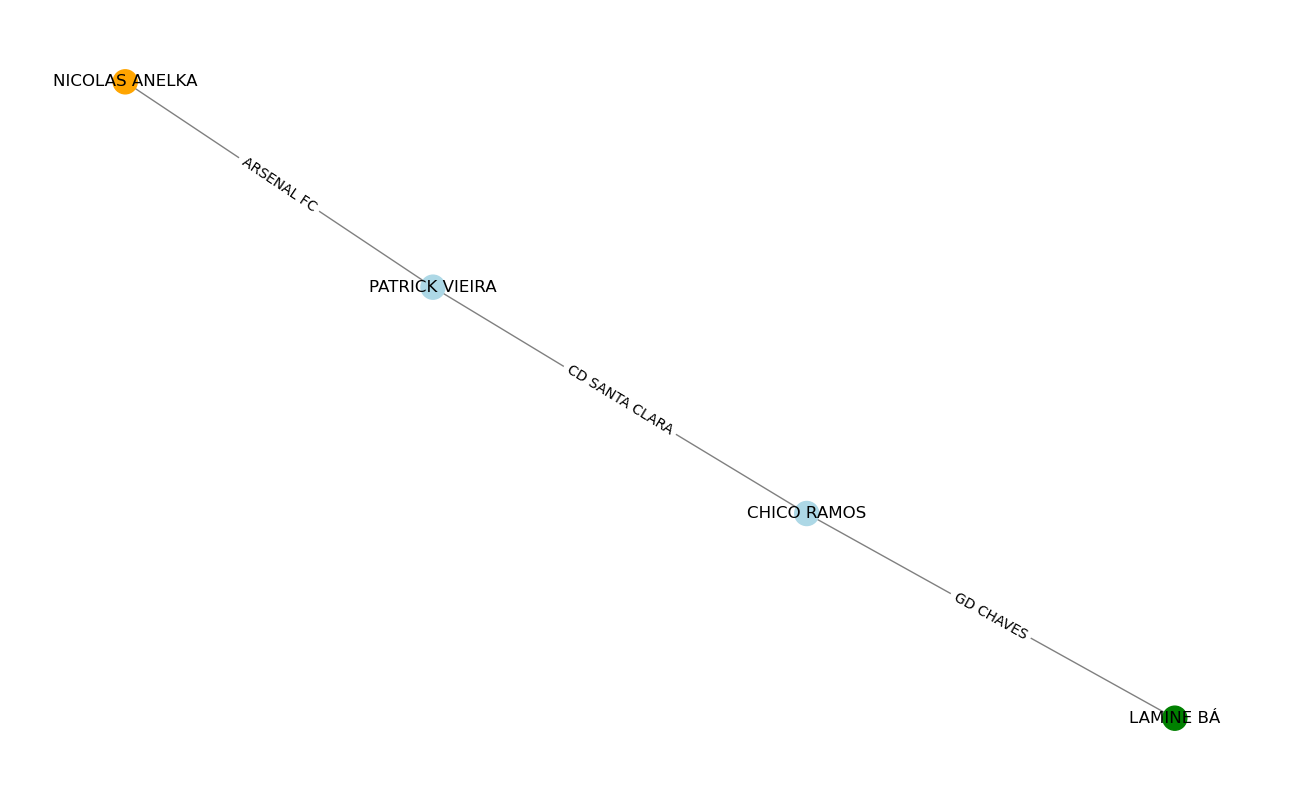 NICOLAS ANELKA
ARSENAL FC
PATRICK VIEIRA
CD SANTA CLARA
CHICO RAMOS
GD CHAVES
LAMINE BÁ